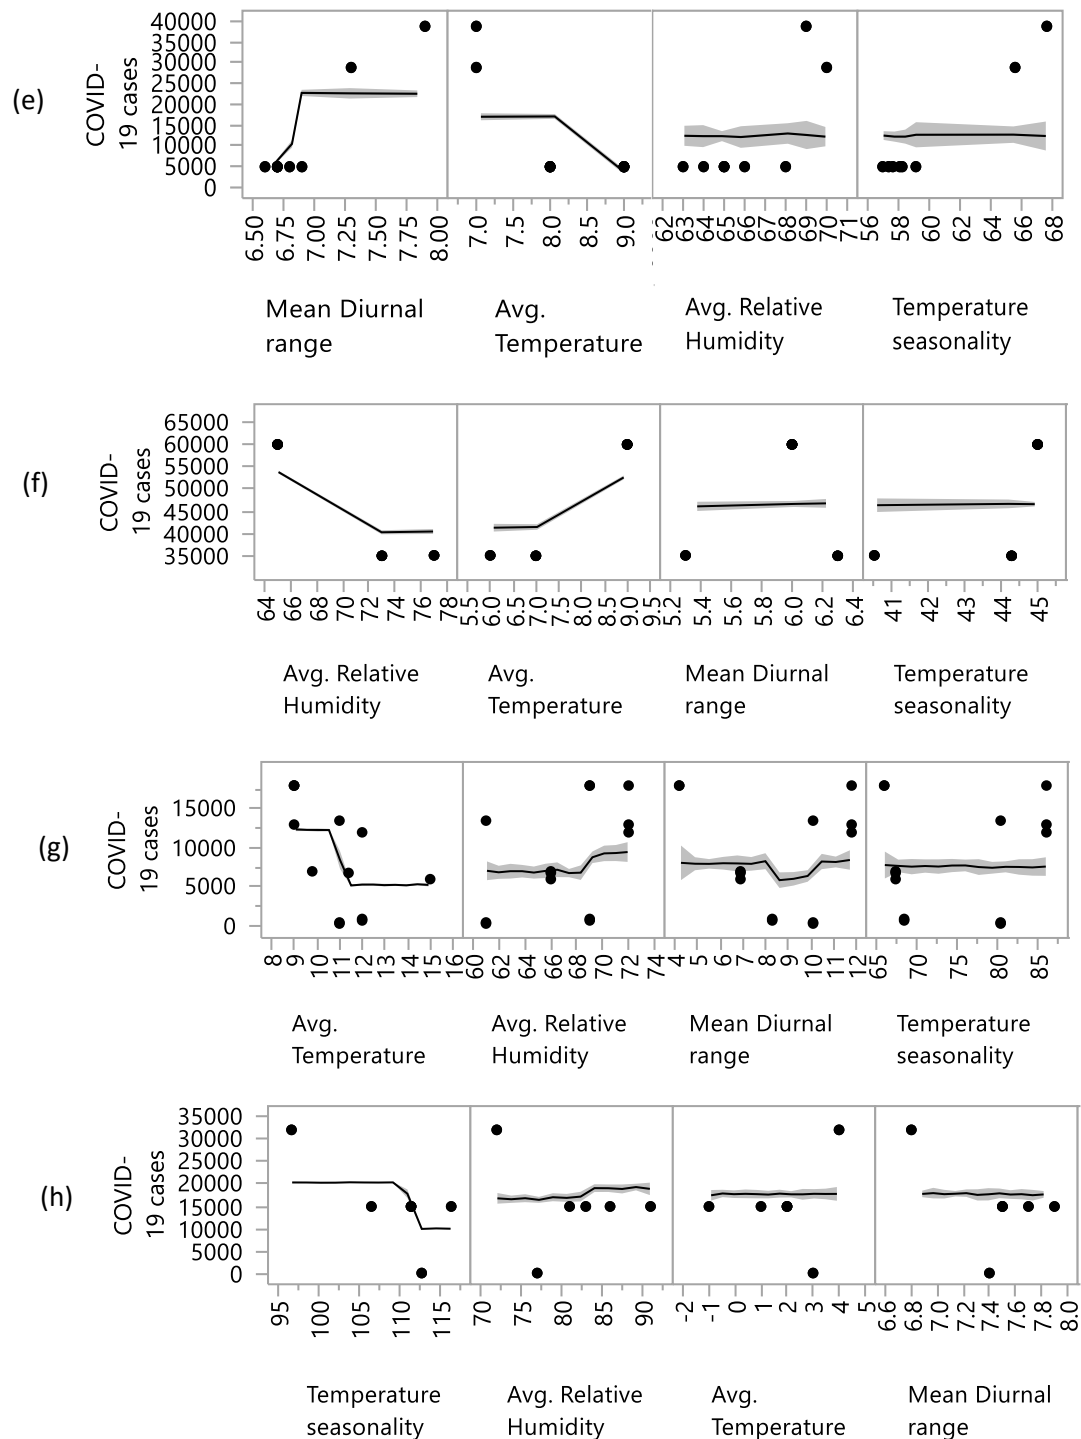 (e)
COVID-
19 cases
40000
35000
30000
25000
20000
15000
10000
5000
0
6.50 6.75 7.00 7.25 7.50 7.75 8.00 7.0 7.5 8.0 8.5 9.0 62 63 64 65 66 67 68 69 70 71 56 58 60 62 64 66 68
Mean Diurnal range
Avg. Temperature
Avg. Relative Humidity
Temperature seasonality
(f)
COVID-
19 cases
65000
60000
55000
50000
45000
40000
35000
64 66 68 70 72 74 76 78 5.5 6.0 6.5 7.0 7.5 8.0 8.5 9.0 9.5 5.2 5.4 5.6 5.8 6.0 6.2 6.4 41 42 43 44 45
Avg. Relative Humidity
Avg. Temperature
Mean Diurnal range
Temperature seasonality
(g)
COVID-
19 cases
15000
10000
5000
0
8 9 10 11 12 13 14 15 16 60 62 64 66 68 70 72 74 4 5 6 7 8 9 10 11 12 65 70 75 80 85
Avg. Temperature
Avg. Relative Humidity
Mean Diurnal range
Temperature seasonality
(h)
COVID-
19 cases
35000
30000
25000
20000
15000
10000
5000
0
95 100 105 110 115 70 75 80 85 90 -2 -1 0 1 2 3 4 5 6.6 6.8 7.0 7.2 7.4 7.6 7.8 8.0
Temperature seasonality
Avg. Relative Humidity
Avg. Temperature
Mean Diurnal range